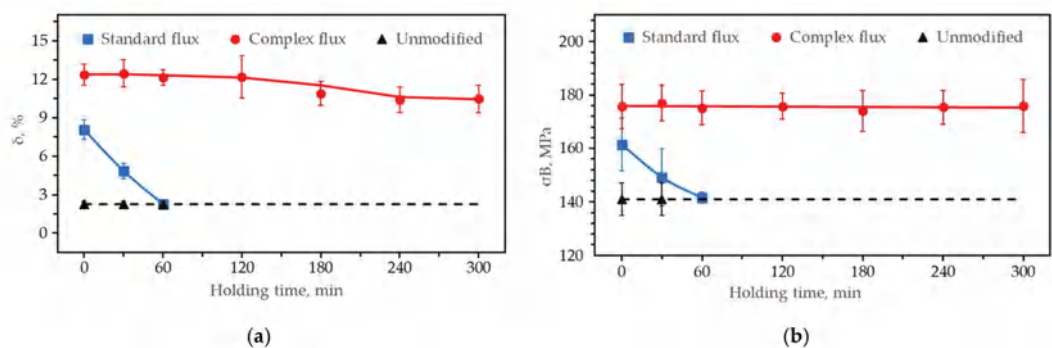 Standard flux Complex flux Unmodified
15
12
9
6
3
0
δ, %
0 30 60 120 180 240 300
Holding time, min
(a)
Standard flux Complex flux Unmodified
200
180
160
140
120
σB, MPa
0 30 60 120 180 240 300
Holding time, min
(b)